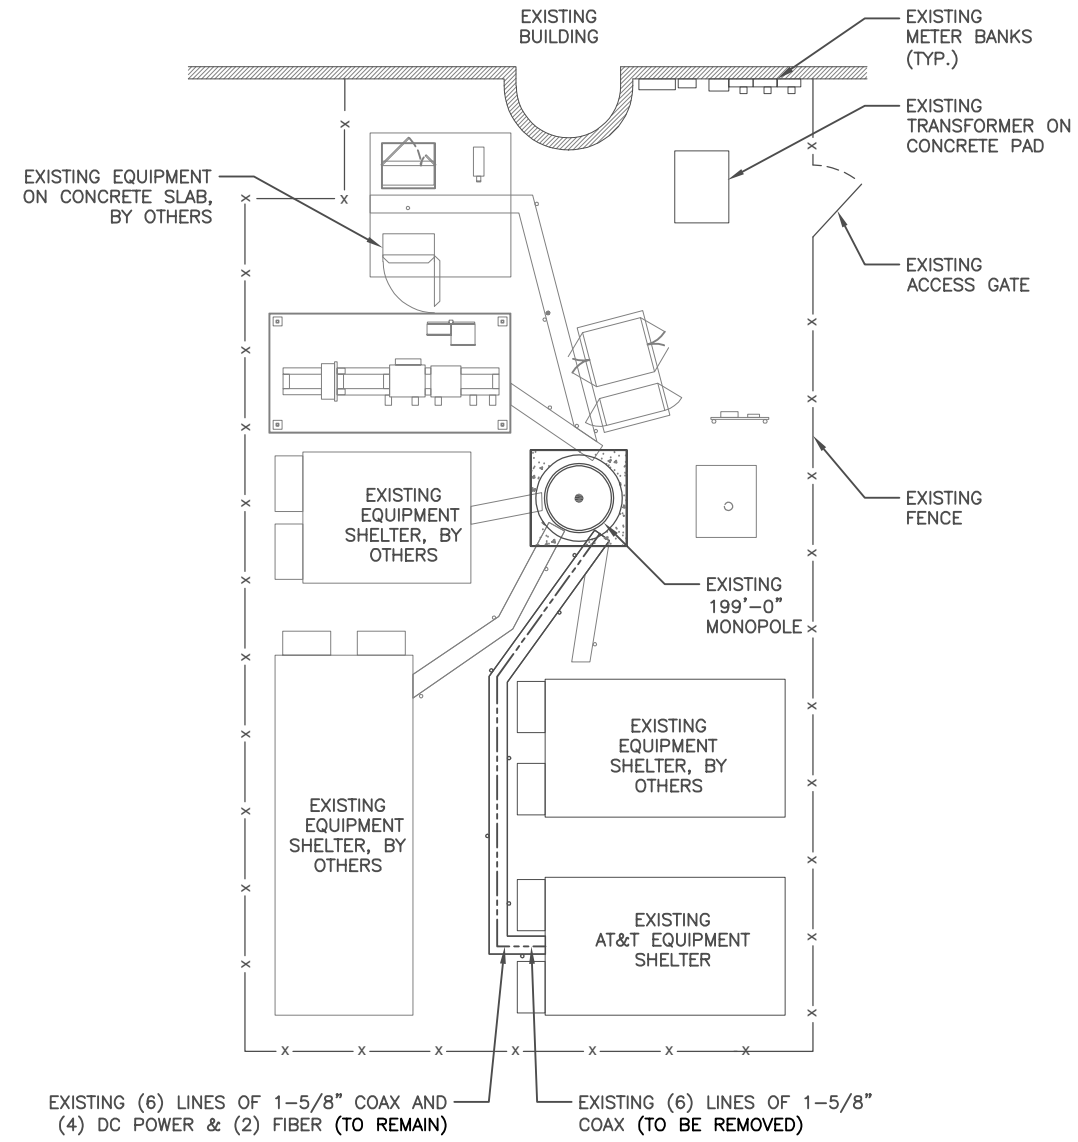 EXISTING
BUILDING
EXISTING
METER BANKS
(TYP.)
EXISTING
TRANSFORMER ON
CONCRETE PAD
EXISTING EQUIPMENT
ON CONCRETE SLAB,
BY OTHERS
EXISTING
ACCESS GATE
EXISTING
EQUIPMENT
SHELTER, BY
OTHERS
EXISTING
FENCE
EXISTING
199'-0"
MONOPOLE
EXISTING
EQUIPMENT
SHELTER, BY
OTHERS
EXISTING
EQUIPMENT
SHELTER, BY
OTHERS
EXISTING
AT&T EQUIPMENT
SHELTER
EXISTING (6) LINES OF 1-5/8" COAX AND
(4) DC POWER & (2) FIBER (TO REMAIN)
EXISTING (6) LINES OF 1-5/8"
COAX (TO BE REMOVED)